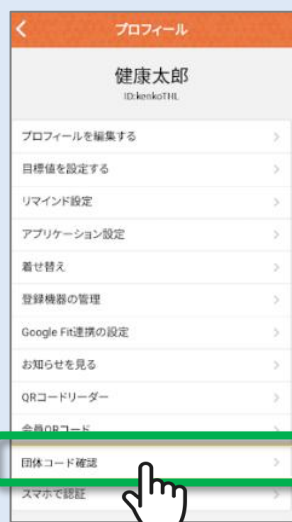 プロフィール
健康太郎
ID:kenkoTHL
プロフィールを編集する
目標値を設定する
リマインド設定
アプリケーション設定
着せ替え
登録機器の管理
Google Fit連携の設定
お知らせを見る
QRコードリーダー
会員QRコード
団体コード確認
スマホで認証